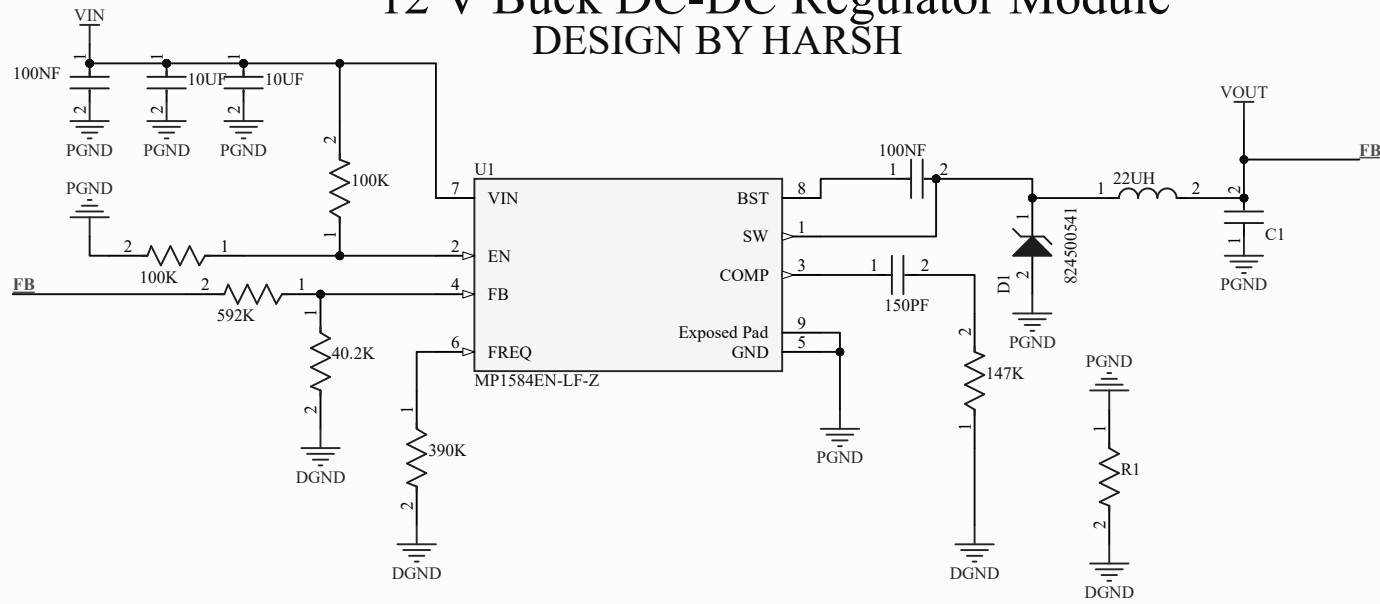 12 V Buck DC-DC Regulator Module
DESIGN BY HARSH
VIN
1 1 1
100NF 10UF 10UF
2 2 2
PGND PGND PGND
2
100K
1
PGND
2 1
100K
FB
2 1
592K
1
40.2K
2
DGND
U1
7 VIN
2 EN
4 FB
6 FREQ
BST 8
SW 1
COMP 3
Exposed Pad 9
GND 5
MP1584EN-LF-Z
1
390K
2
DGND
100NF
1 2
1 2
150PF
PGND
2
147K
1
DGND
1
D1
2
824500541
PGND
22UH
1 2
VOUT
FB
2
C1
1
PGND
PGND
1
R1
2
DGND